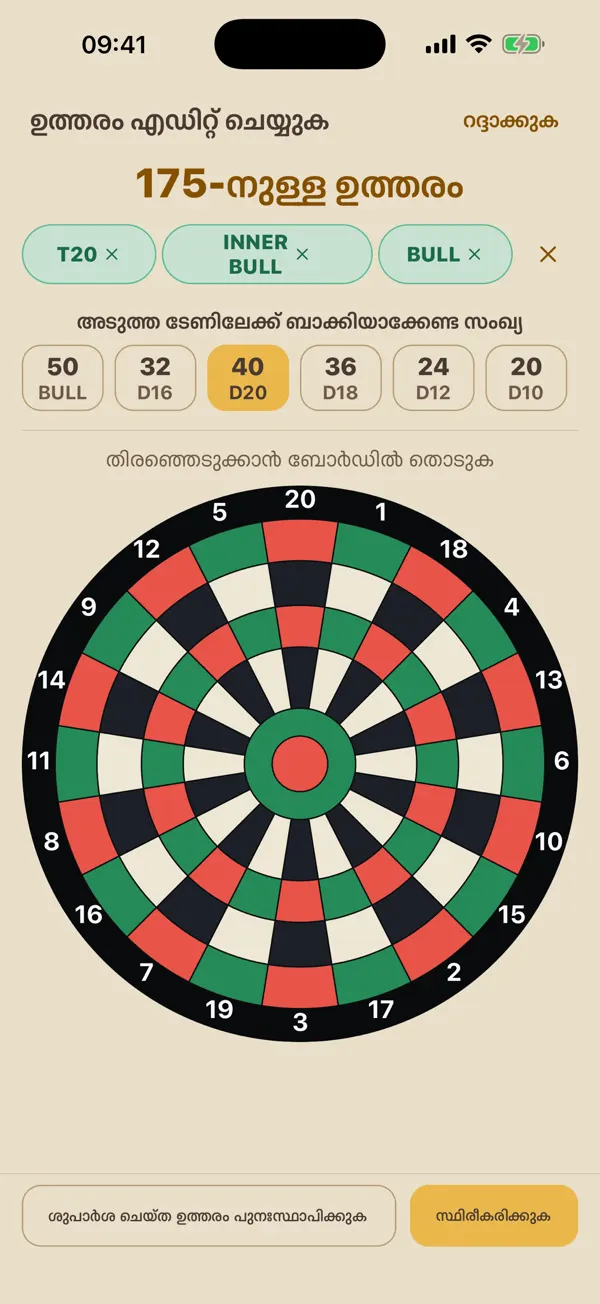 09:41
ഉത്തരം എഡിറ്റ് ചെയ്യുക
റദ്ദാക്കുക
175-നുള്ള ഉത്തരം
T20 ×
INNER BULL ×
BULL ×
×
അടുത്ത ടേണിലേക്ക് ബാക്കിയാക്കേണ്ട സംഖ്യ
50 32 40 36 24 20
BULL D16 D20 D18 D12 D10
തിരഞ്ഞെടുക്കാൻ ബോർഡിൽ തൊടുക
20
5 1
12 18
9 4
14 13
11 6
8 10
16 15
7 2
19 17
3
ശുപാർശ ചെയ്ത ഉത്തരം പുനഃസ്ഥാപിക്കുക
സ്ഥിരീകരിക്കുക